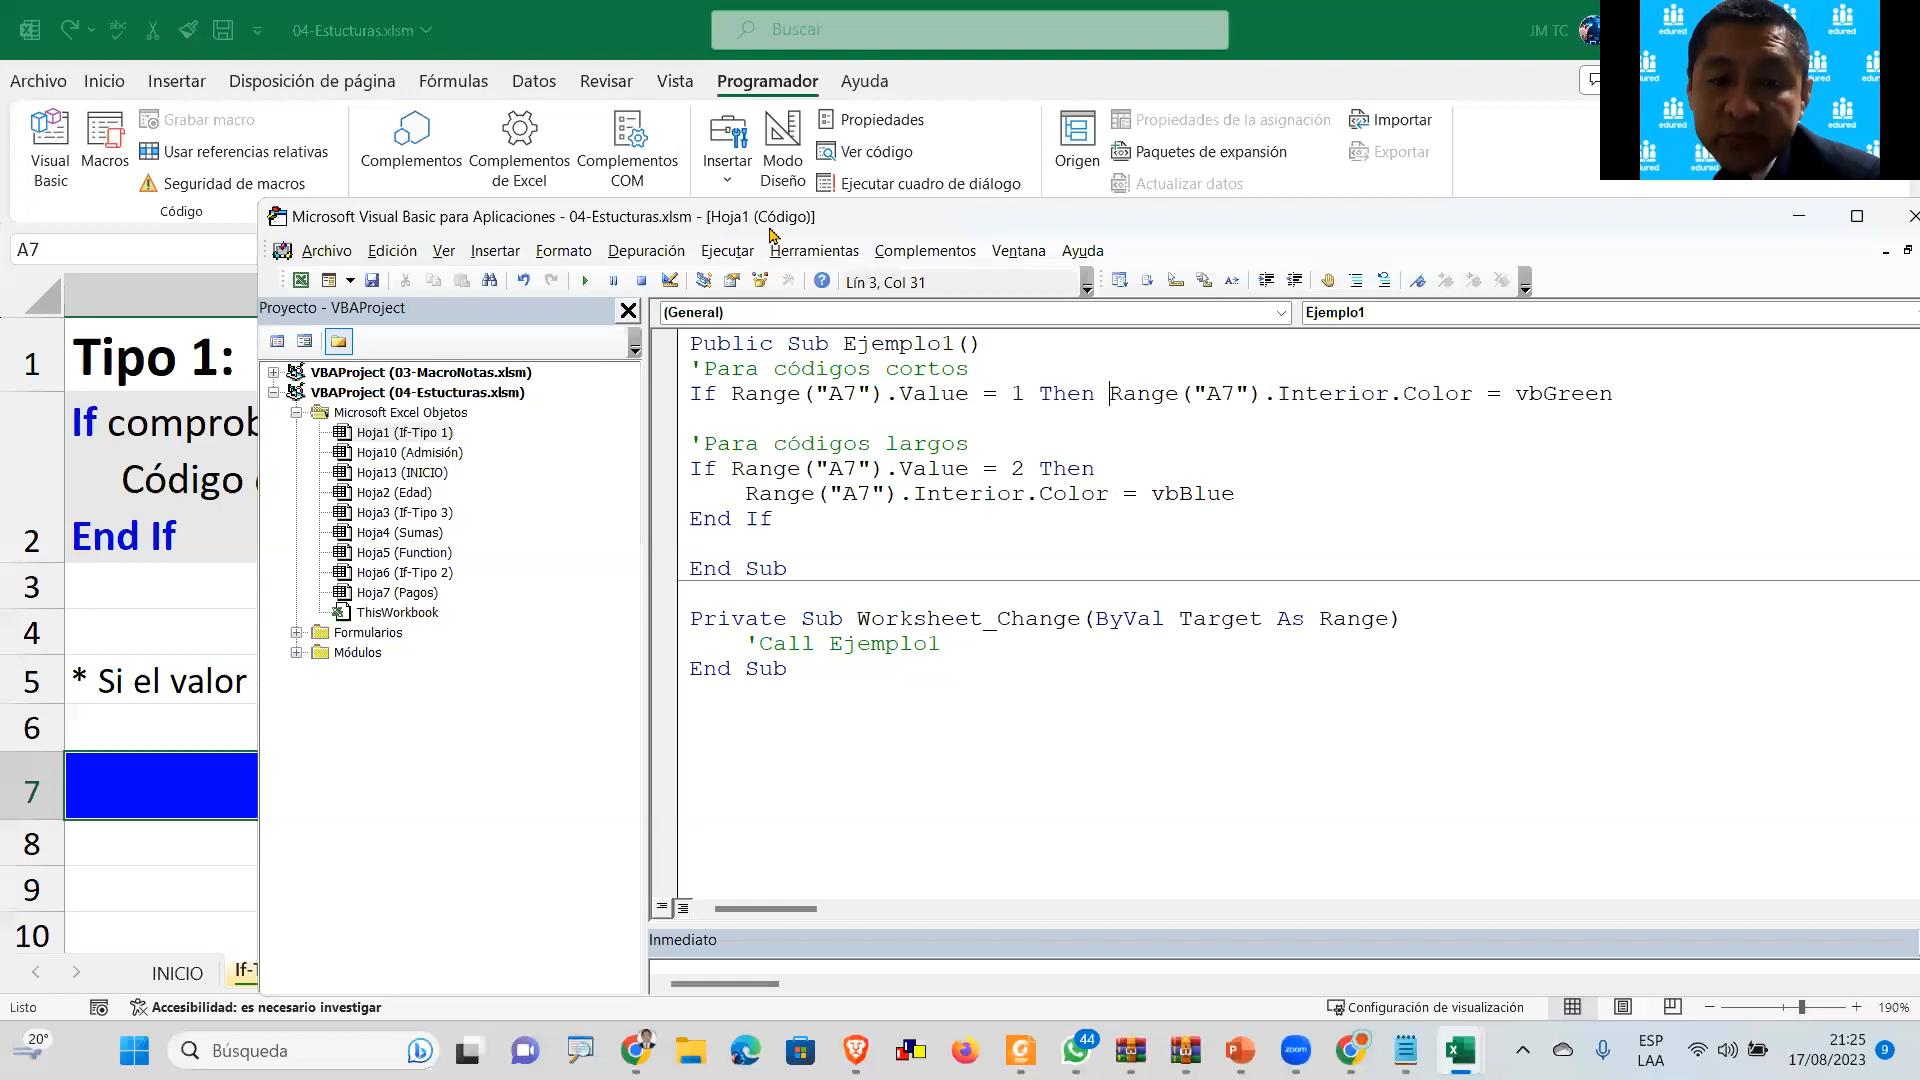 04-Estucturas.xlsm
Buscar
JM TC
Archivo Inicio Insertar Disposición de página Fórmulas Datos Revisar Vista Programador Ayuda
Visual Basic
Macros
Grabar macro
Usar referencias relativas
Seguridad de macros
Código
Complementos
Complementos de Excel
Complementos COM
Insertar
Modo Diseño
Propiedades
Ver código
Ejecutar cuadro de diálogo
Origen
Propiedades de la asignación
Paquetes de expansión
Actualizar datos
Importar
Exportar
edured
edured
edured
edured
A7
Microsoft Visual Basic para Aplicaciones - 04-Estucturas.xlsm - [Hoja1 (Código)]
Archivo Edición Ver Insertar Formato Depuración Ejecutar Herramientas Complementos Ventana Ayuda
Lín 3, Col 31
Proyecto - VBAProject
VBAProject (03-MacroNotas.xlsm)
VBAProject (04-Estucturas.xlsm)
Microsoft Excel Objetos
Hoja1 (If-Tipo 1)
Hoja10 (Admisión)
Hoja13 (INICIO)
Hoja2 (Edad)
Hoja3 (If-Tipo 3)
Hoja4 (Sumas)
Hoja5 (Function)
Hoja6 (If-Tipo 2)
Hoja7 (Pagos)
ThisWorkbook
Formularios
Módulos
(General)
Ejemplo1
Public Sub Ejemplo1()
'Para códigos cortos
If Range("A7").Value = 1 Then Range("A7").Interior.Color = vbGreen
'Para códigos largos
If Range("A7").Value = 2 Then
Range("A7").Interior.Color = vbBlue
End If
End Sub
Private Sub Worksheet_Change(ByVal Target As Range)
'Call Ejemplo1
End Sub
Inmediato
1 Tipo 1:
If comprob
Código
2 End If
3
4
5 * Si el valor
6
7
8
9
10
INICIO
If-T
Listo
Accesibilidad: es necesario investigar
Configuración de visualización
190%
20°
Búsqueda
44
zoom
ESP
LAA
21:25
17/08/2023
9